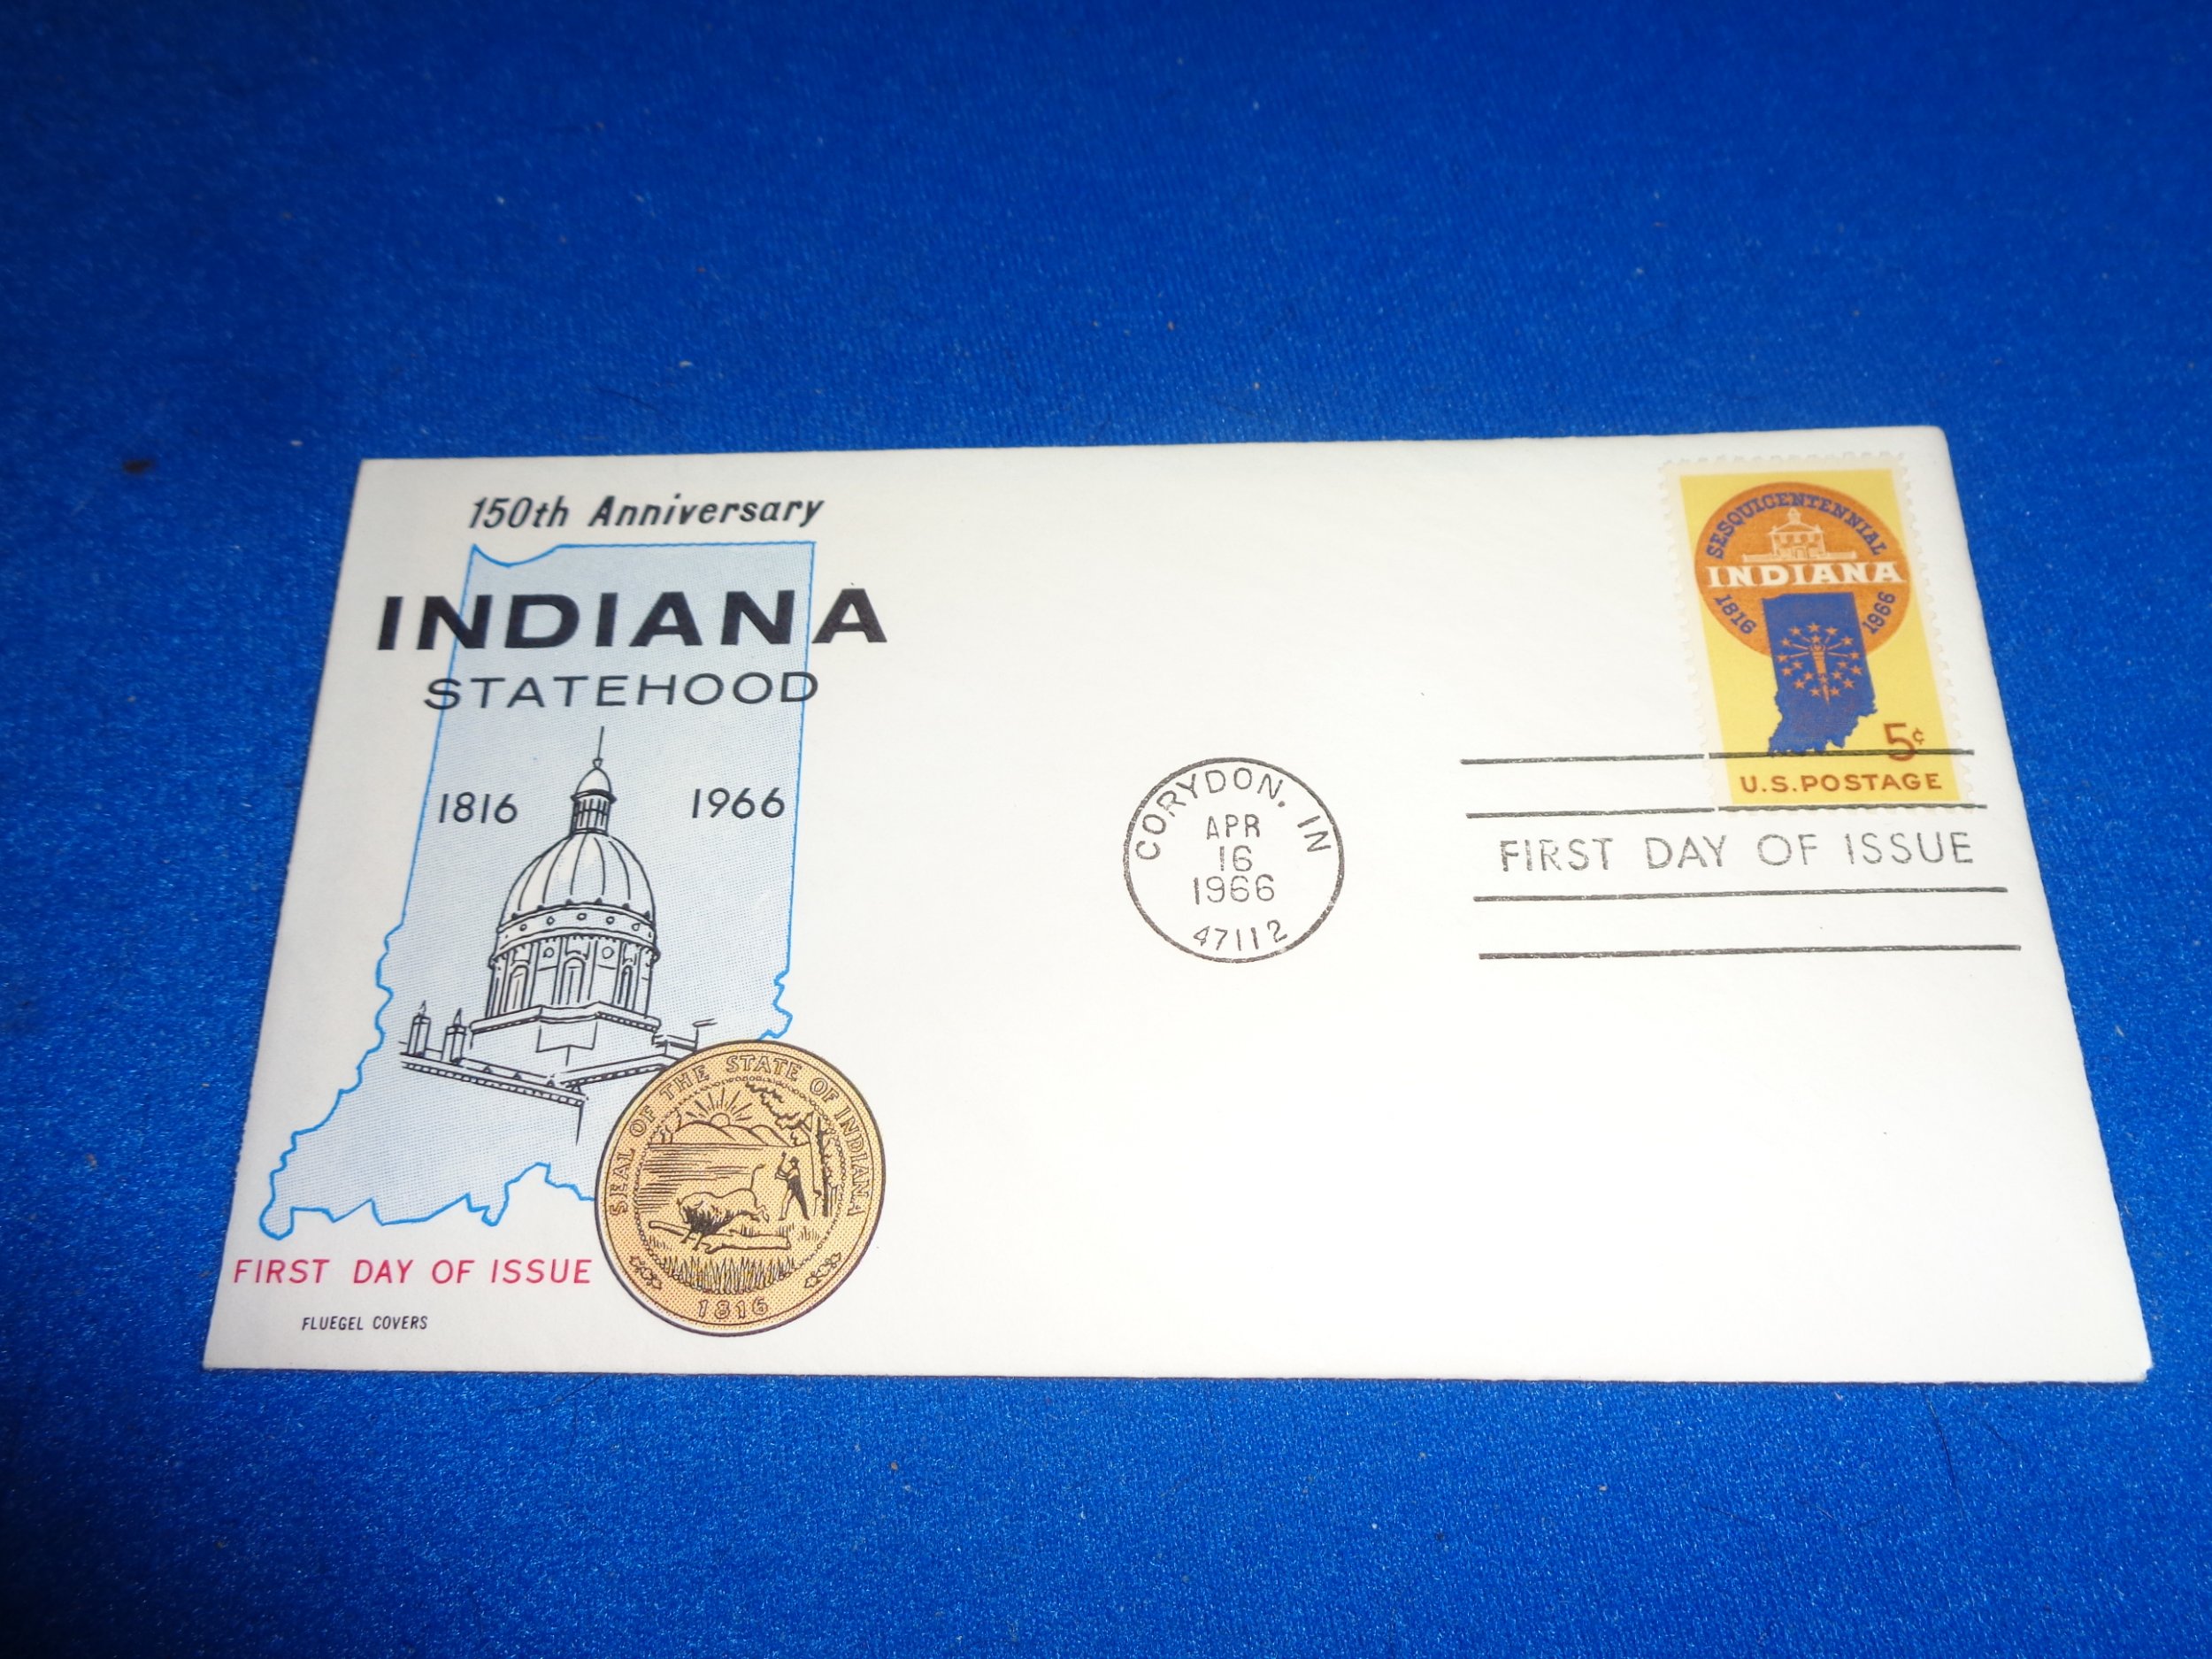 150th Anniversary
INDIANA
STATEHOOD
1816 1966
SEAL OF THE STATE OF INDIANA
1816
FIRST DAY OF ISSUE
FLUEGEL COVERS
CORYDON, IN
APR
16
1966
47112
SESQUICENTENNIAL
INDIANA
1816 1966
5¢
U.S. POSTAGE
FIRST DAY OF ISSUE